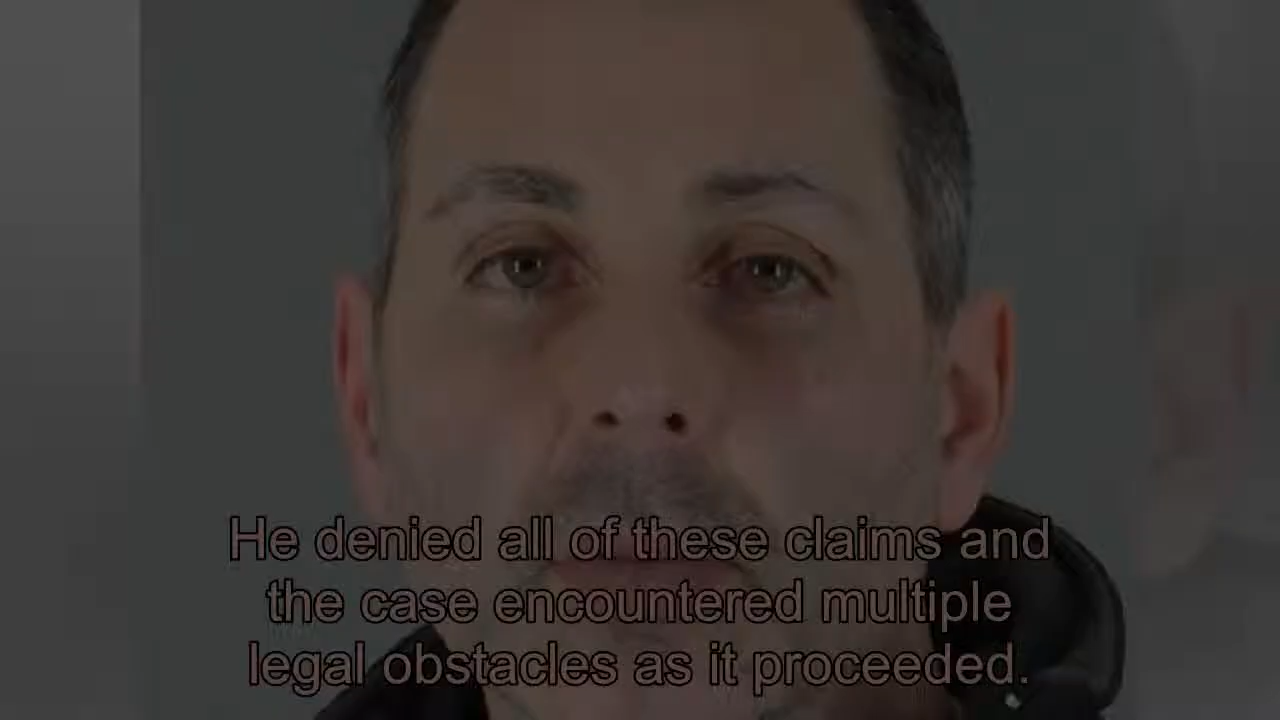 He denied all of these claims and
the case encountered multiple
legal obstacles as it proceeded.